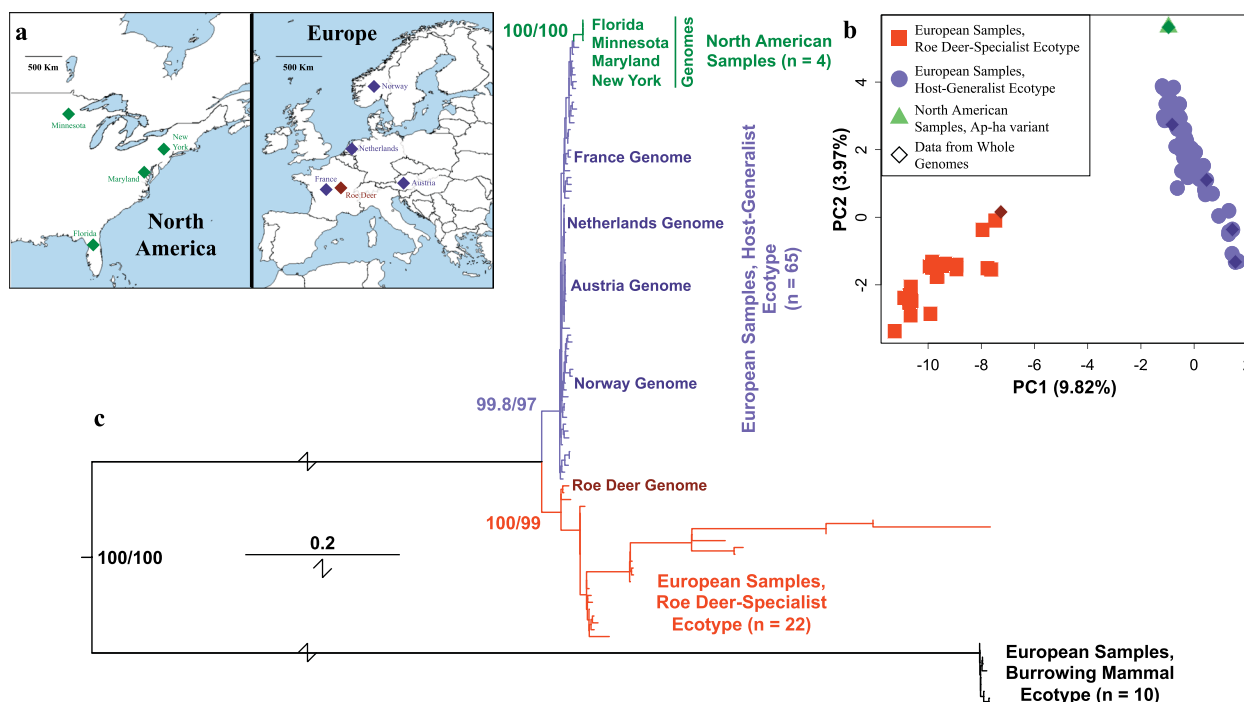 a
500 Km
Minnesota
New
York
Maryland
Florida
North
America
Europe
500 Km
Norway
Netherlands
France
Roe Deer
Austria
100/100
Florida
Minnesota
Maryland
New York
Genomes
North American
Samples (n = 4)
France Genome
Netherlands Genome
Austria Genome
Norway Genome
European Samples, Host-Generalist
Ecotype
(n = 65)
b
European Samples,
Roe Deer-Specialist Ecotype
European Samples,
Host-Generalist Ecotype
North American
Samples, Ap-ha variant
Data from Whole
Genomes
PC2 (3.97%)
4
2
0
-2
-10
-8
-6
-4
-2
0
2
PC1 (9.82%)
c
99.8/97
Roe Deer Genome
100/99
100/100
0.2
European Samples,
Roe Deer-Specialist
Ecotype (n = 22)
European Samples,
Burrowing Mammal
Ecotype (n = 10)